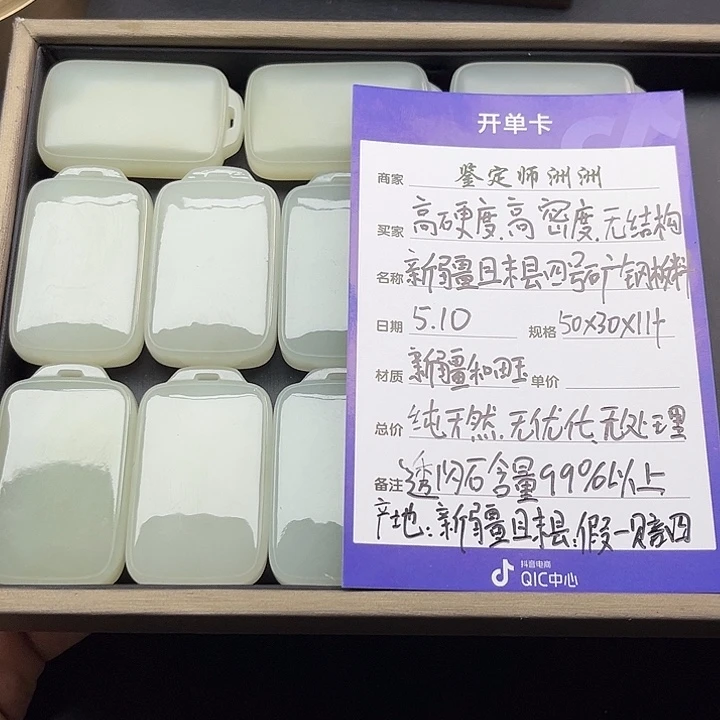 开单卡
商家 鉴定师洲洲
买家 高硬度、高密度、无结构
名称 新疆且末县四号矿钢板料
日期 5.10 规格 50x30x11+
材质 新疆和田玉 单价
总价 纯天然、无优化、无处理
备注 透闪石含量99%以上
产地：新疆且末县，假一赔四
抖音电商
QIC中心